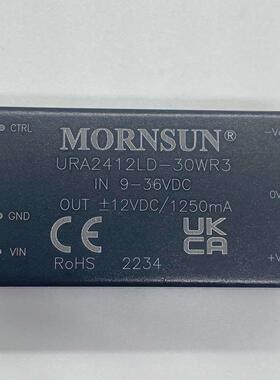 CTRL
MORNSUN®
-V
URA2412LD-30WR3
IN 9-36VDC
OUT ±12VDC/1250mA
0V
GND
CE
UK
CA
VIN
+V
RoHS 2234